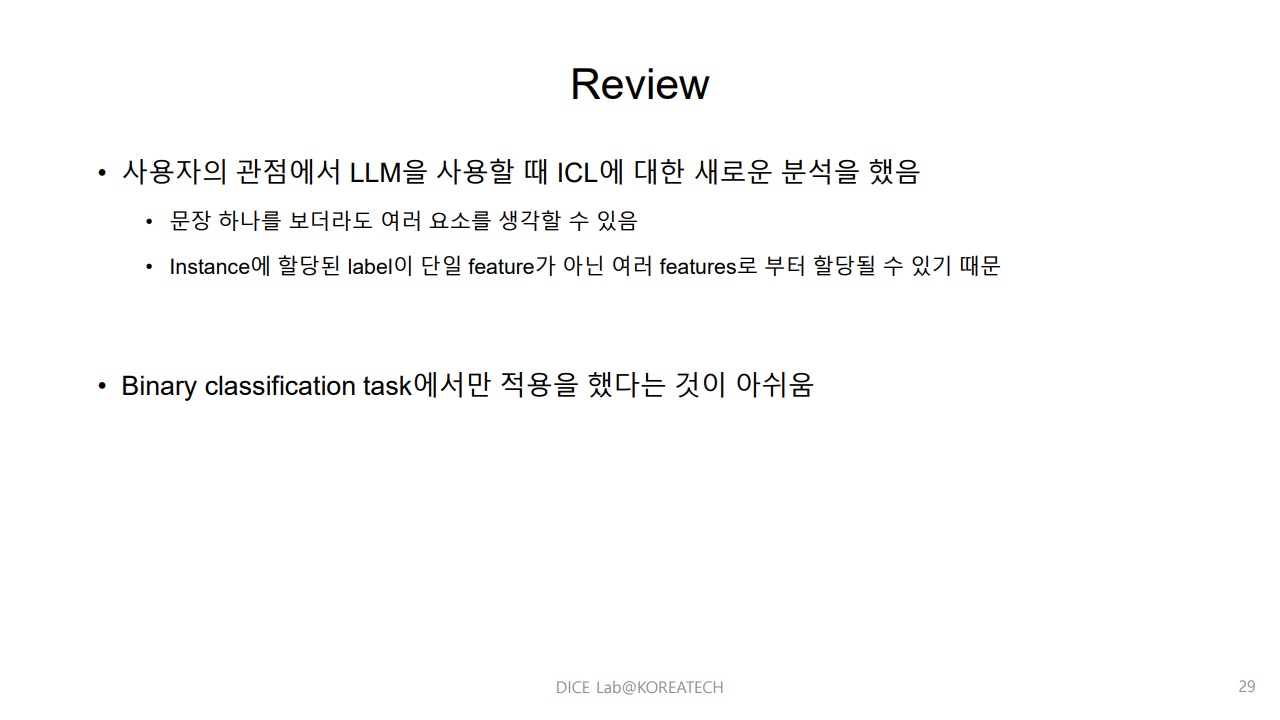 Review
• 사용자의 관점에서 LLM을 사용할 때 ICL에 대한 새로운 분석을 했음
• 문장 하나를 보더라도 여러 요소를 생각할 수 있음
• Instance에 할당된 label이 단일 feature가 아닌 여러 features로 부터 할당될 수 있기 때문
• Binary classification task에서만 적용을 했다는 것이 아쉬움
DICE Lab@KOREATECH
29